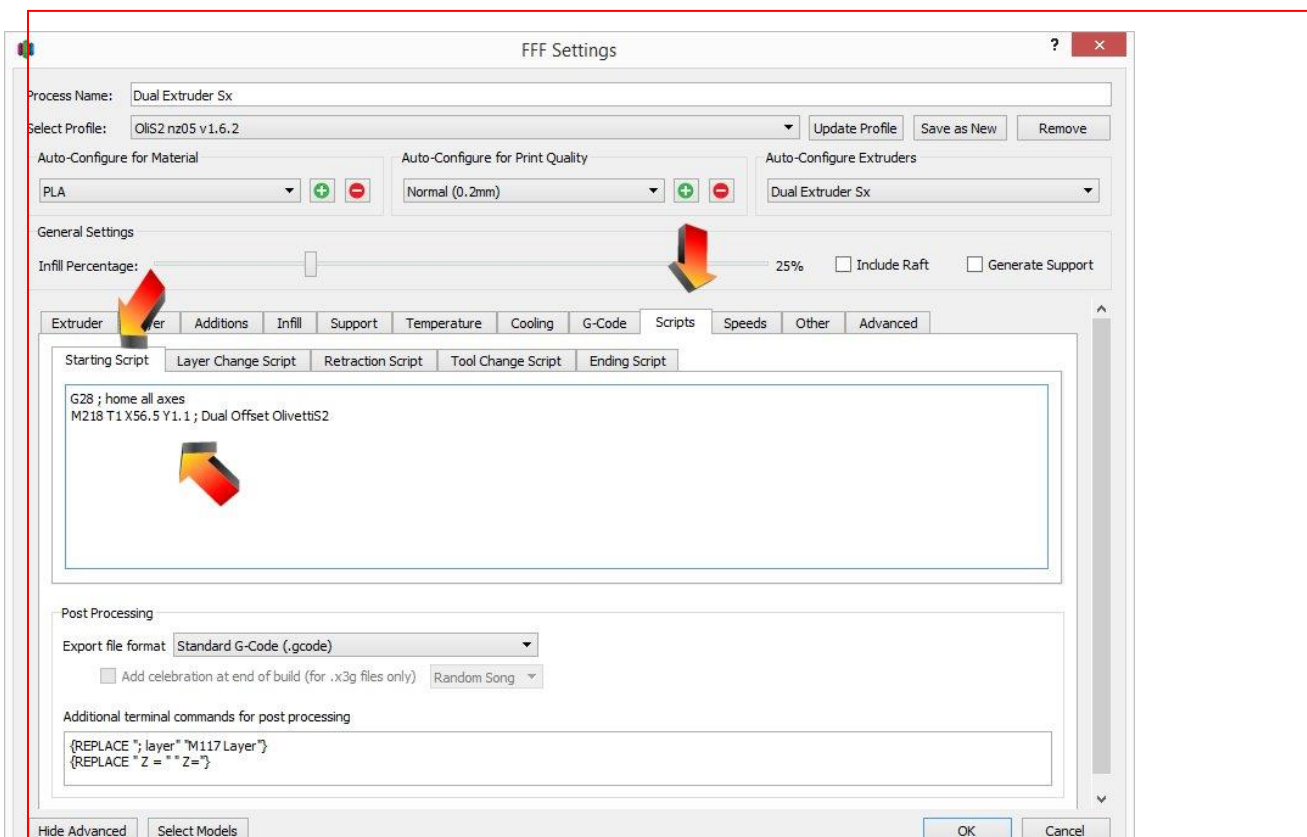 FFF Settings ? ×
Process Name: Dual Extruder Sx
Select Profile: OliS2 nz05 v1.6.2 Update Profile Save as New Remove
Auto-Configure for Material Auto-Configure for Print Quality Auto-Configure Extruders
PLA Normal (0.2mm) Dual Extruder Sx
General Settings
Infill Percentage: 25% Include Raft Generate Support
Extruder Additions Infill Support Temperature Cooling G-Code Scripts Speeds Other Advanced
Starting Script Layer Change Script Retraction Script Tool Change Script Ending Script
G28 ; home all axes
M218 T1 X56.5 Y1.1 ; Dual Offset OlivettiS2
Post Processing
Export file format Standard G-Code (.gcode)
Add celebration at end of build (for .x3g files only) Random Song
Additional terminal commands for post processing
{REPLACE "; layer" "M117 Layer"}
{REPLACE " Z = " " Z="}
Hide Advanced Select Models OK Cancel